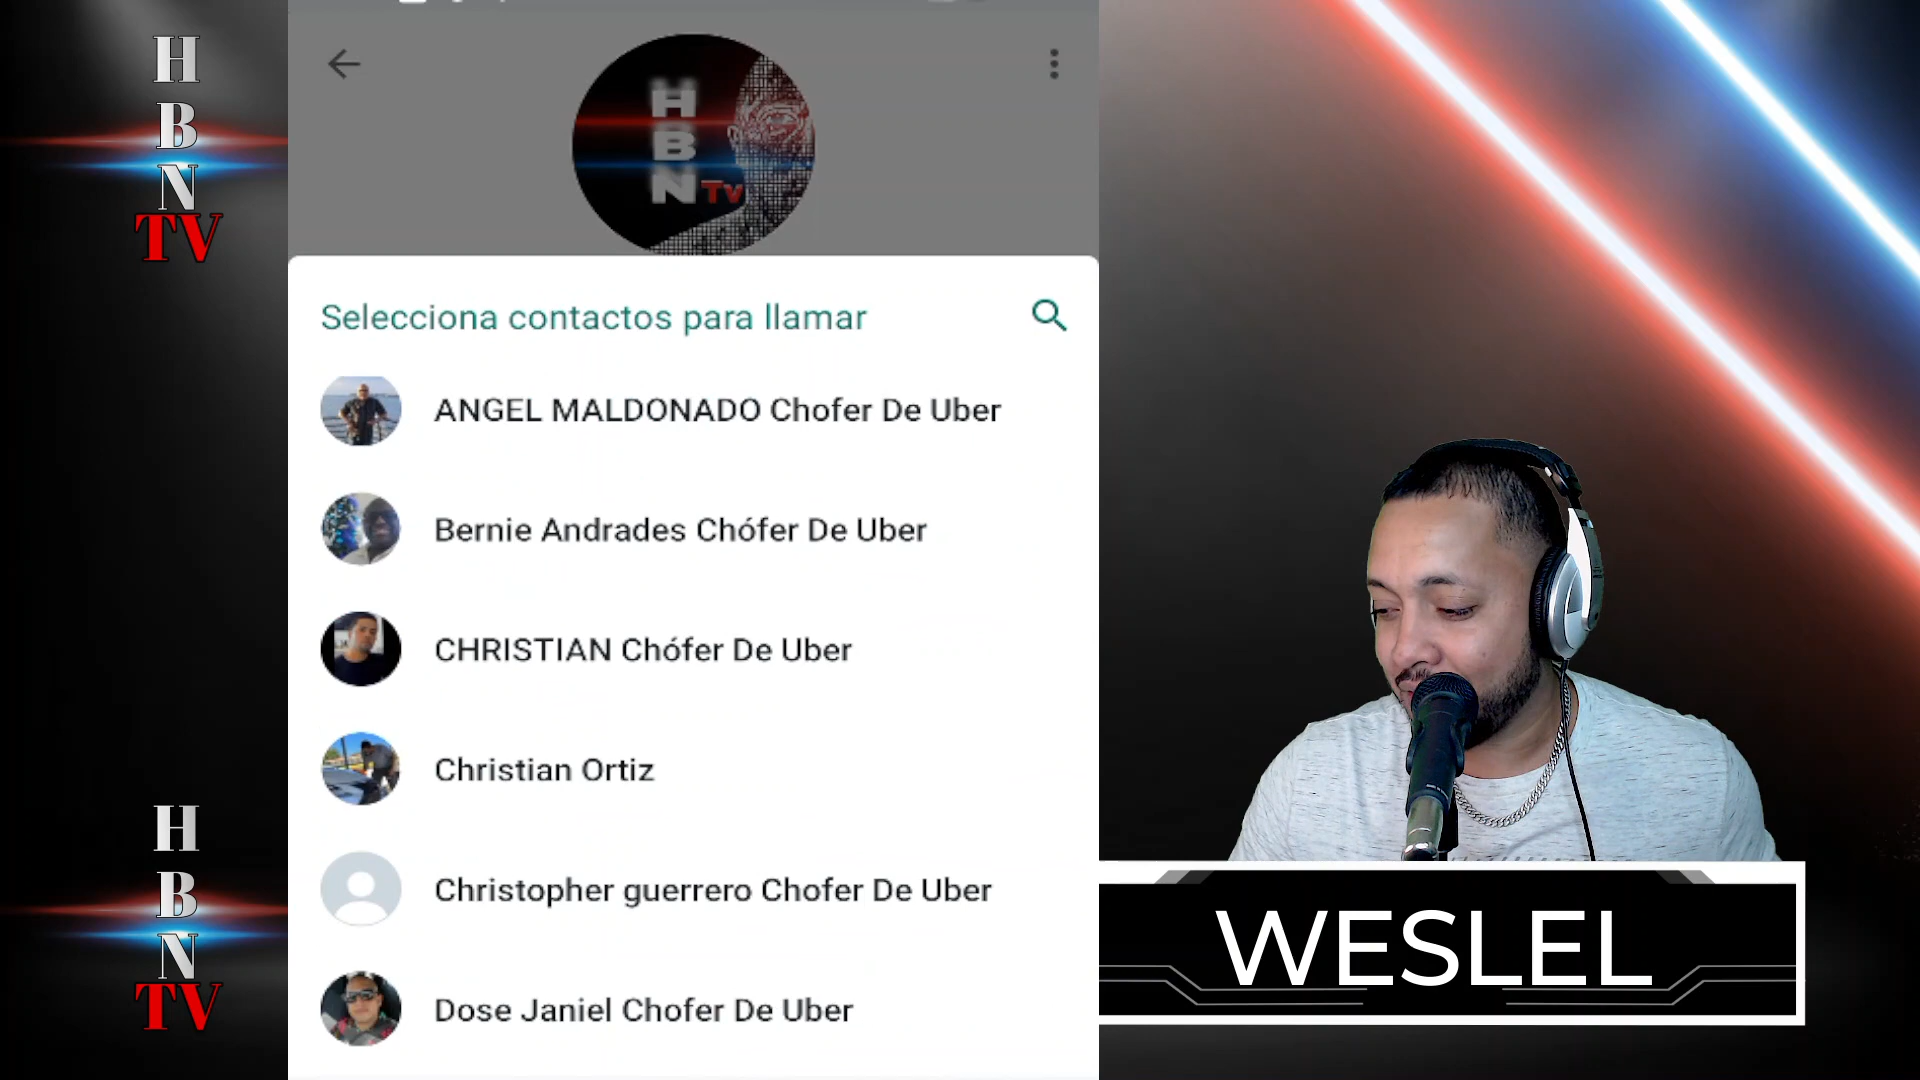 H
B
N
TV
H
B
N Tv
Selecciona contactos para llamar
ANGEL MALDONADO Chofer De Uber
Bernie Andrades Chófer De Uber
CHRISTIAN Chófer De Uber
Christian Ortiz
Christopher guerrero Chofer De Uber
Dose Janiel Chofer De Uber
H
B
N
TV
WESLEL